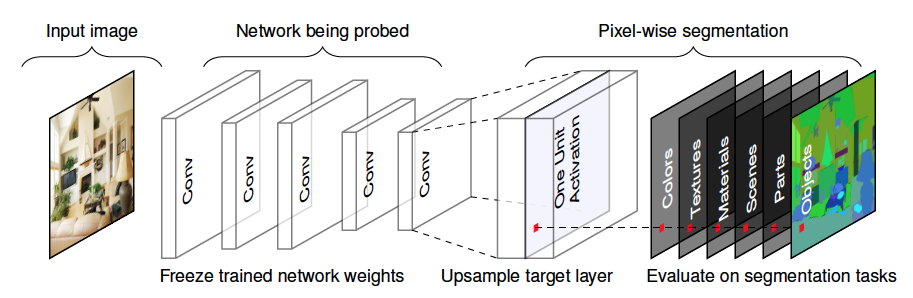 Input image
Network being probed
Pixel-wise segmentation
Conv
Conv
Conv
Conv
Conv
One Unit
Activation
Colors
Textures
Materials
Scenes
Parts
Objects
Freeze trained network weights
Upsample target layer
Evaluate on segmentation tasks